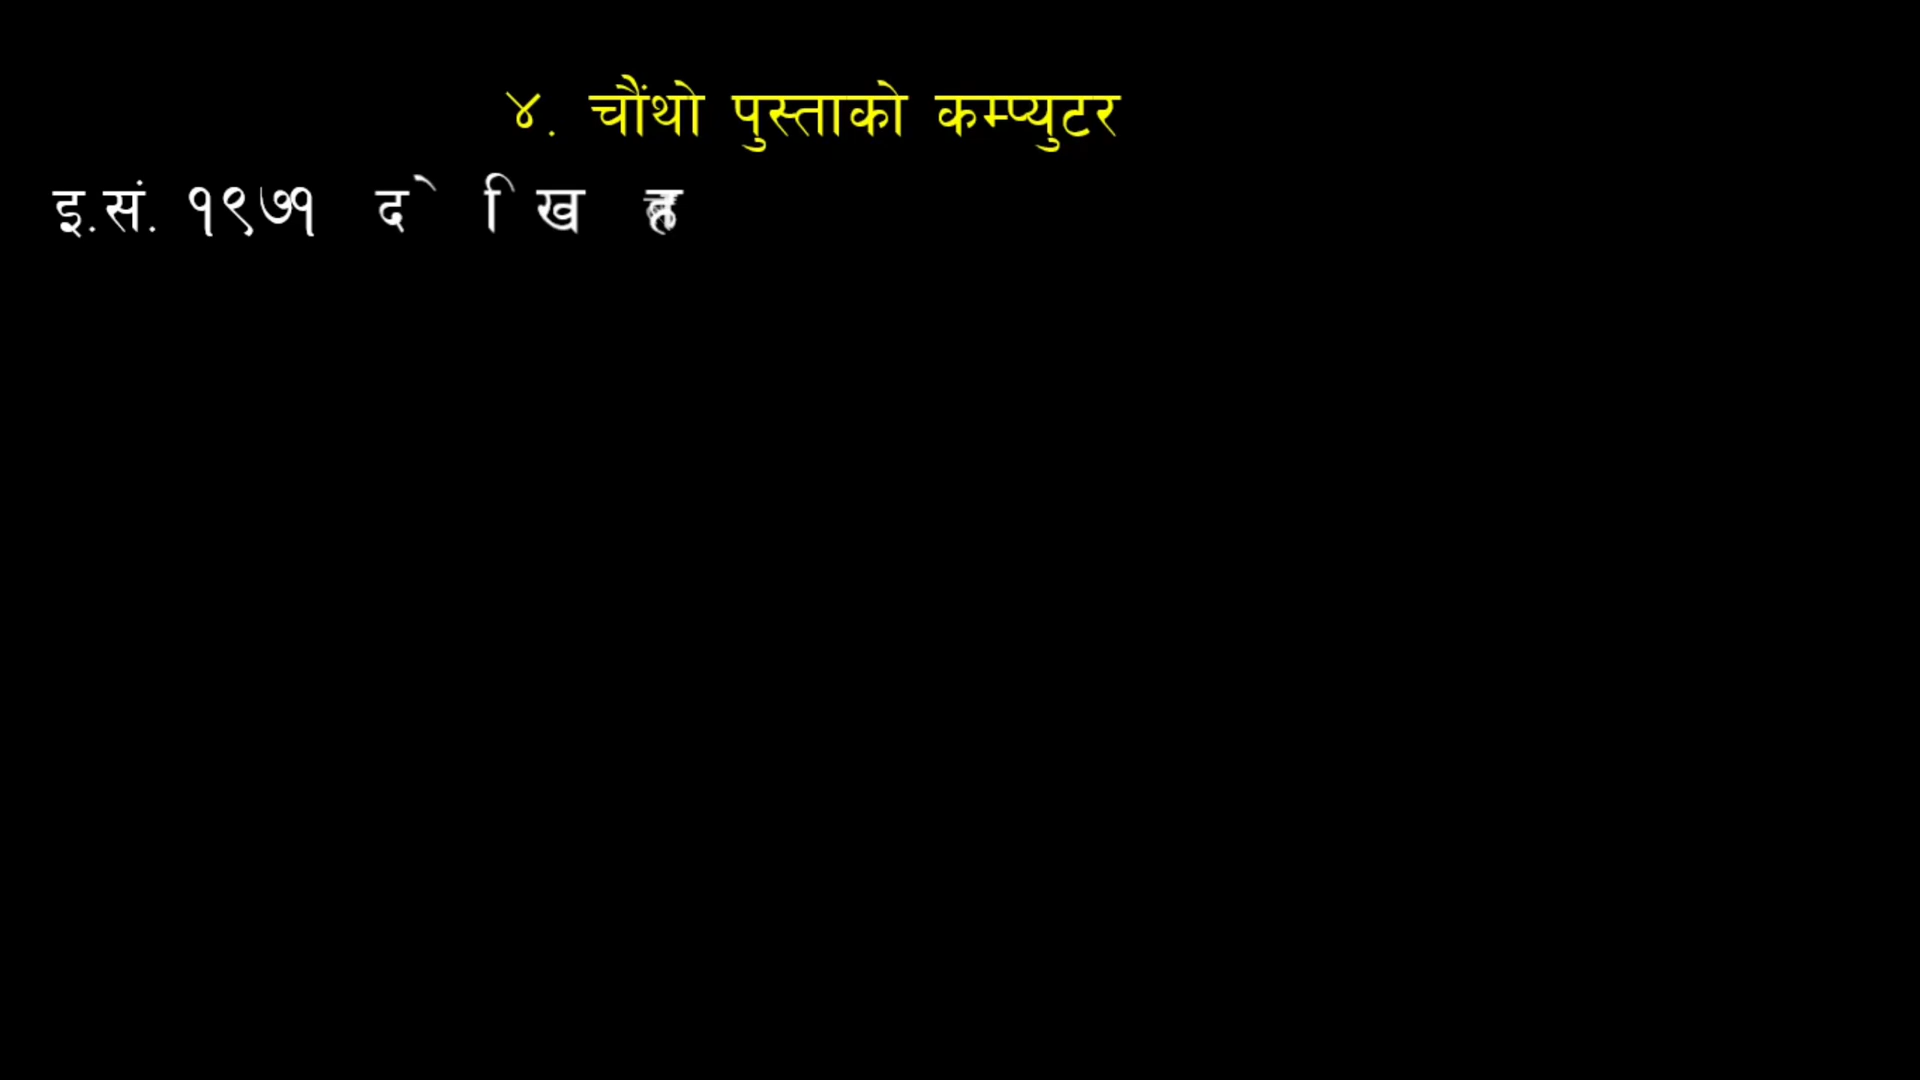 ४. चौंथो पुस्ताको कम्प्युटर
इ.सं. १९७१ देखि